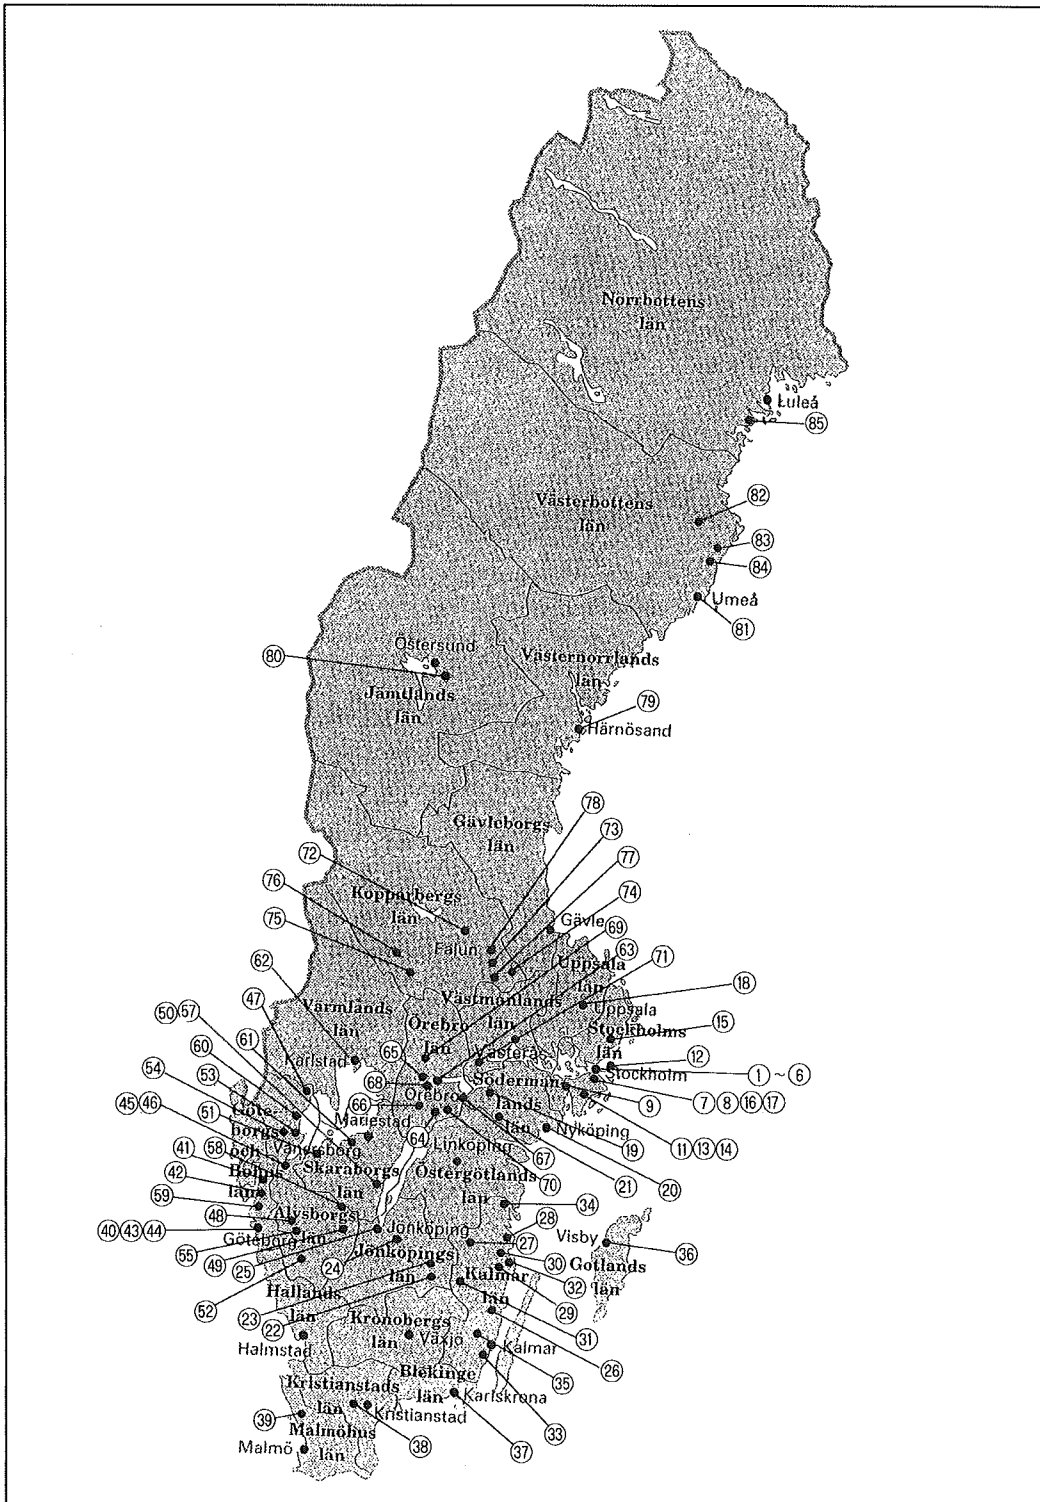 Norrbottens
län
Luleå
85
82
Västerbottens
län
83
84
Umeå
81
Östersund
80
Västernorrlands
län
Jämtlands
län
79
Härnösand
78
Gävleborgs
län
73
72
77
76
Kopparbergs
län
74
75
Gävle
69
Falun
63
62
Uppsala
län
71
47
Västmanlands
län
18
50 57
Värmlands
län
Uppsala
61
Örebro
län
Stockholms
län
15
60
65
Karlstad
Västerås
12
54
53
68
Stockholm
1 ~ 6
45 46
51
66
Örebro
Söderman
lands
län
9
7 8 16 17
Göte-
borgs
och
Bohus
län
Mariestad
64
Nyköping
19
11 13 14
58
41
Vänersborg
Linköping
67
42
Skaraborgs
län
Östergötlands
län
70
21
20
59
48
Älvsborgs
län
34
40 43 44
Göteborg
Jönköping
28
Visby
36
55
49
25
24
Jönköpings
län
27
30
Gotlands
län
52
Kalmar
län
32
29
23
Hallands
län
22
Kronobergs
län
31
Halmstad
Växjö
Kalmar
26
Blekinge
län
35
Kristianstads
län
Karlskrona
33
39
Kristianstad
Malmö
Malmöhus
län
38
37